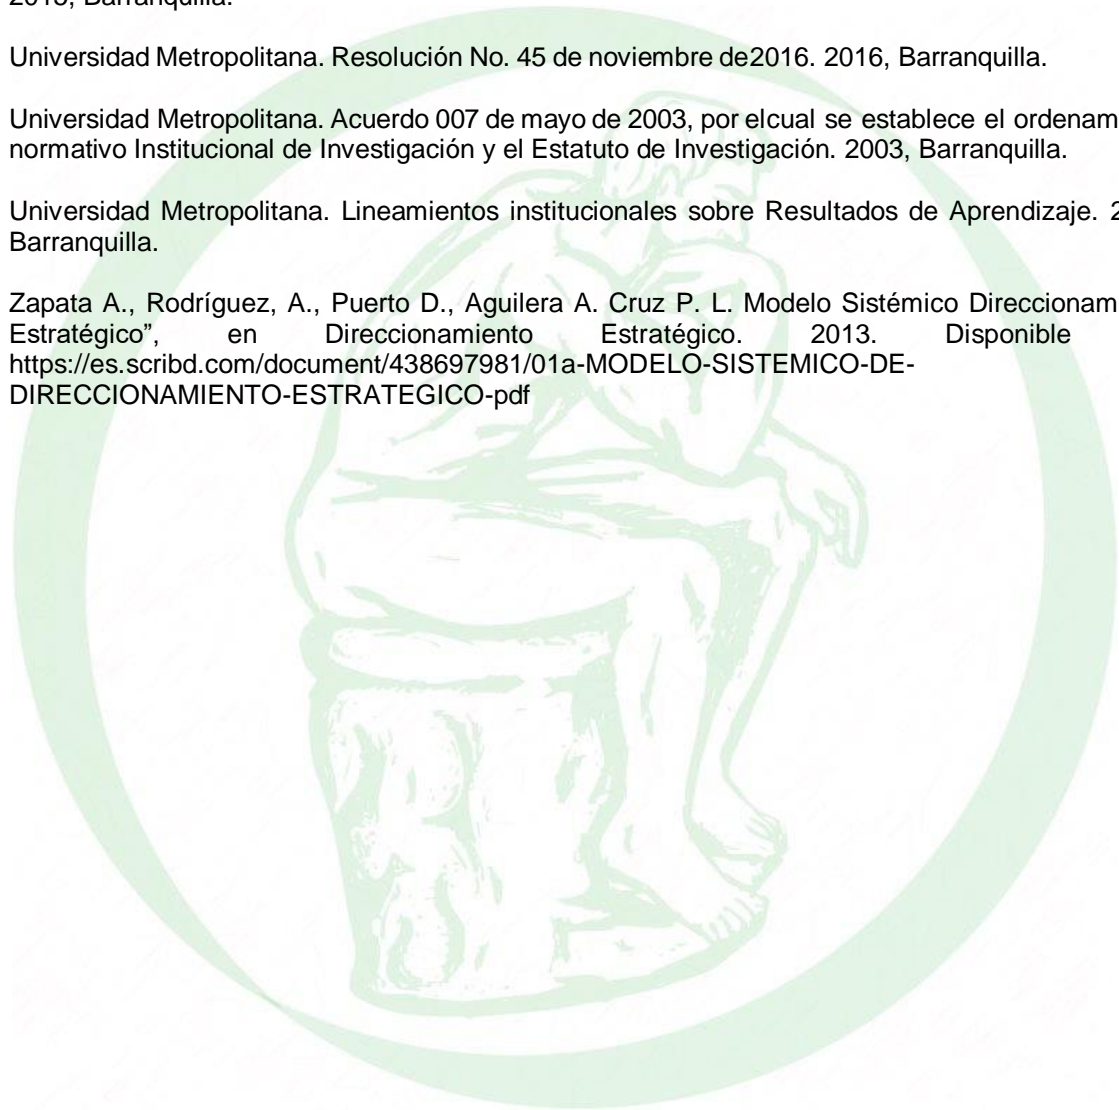 2018, Barranquilla.
Universidad Metropolitana. Resolución No. 45 de noviembre de2016. 2016, Barranquilla.
Universidad Metropolitana. Acuerdo 007 de mayo de 2003, por elcual se establece el ordenam
normativo Institucional de Investigación y el Estatuto de Investigación. 2003, Barranquilla.
Universidad Metropolitana. Lineamientos institucionales sobre Resultados de Aprendizaje. 2
Barranquilla.
Zapata A., Rodríguez, A., Puerto D., Aguilera A. Cruz P. L. Modelo Sistémico Direccionam
Estratégico”, en Direccionamiento Estratégico. 2013. Disponible
https://es.scribd.com/document/438697981/01a-MODELO-SISTEMICO-DE-
DIRECCIONAMIENTO-ESTRATEGICO-pdf